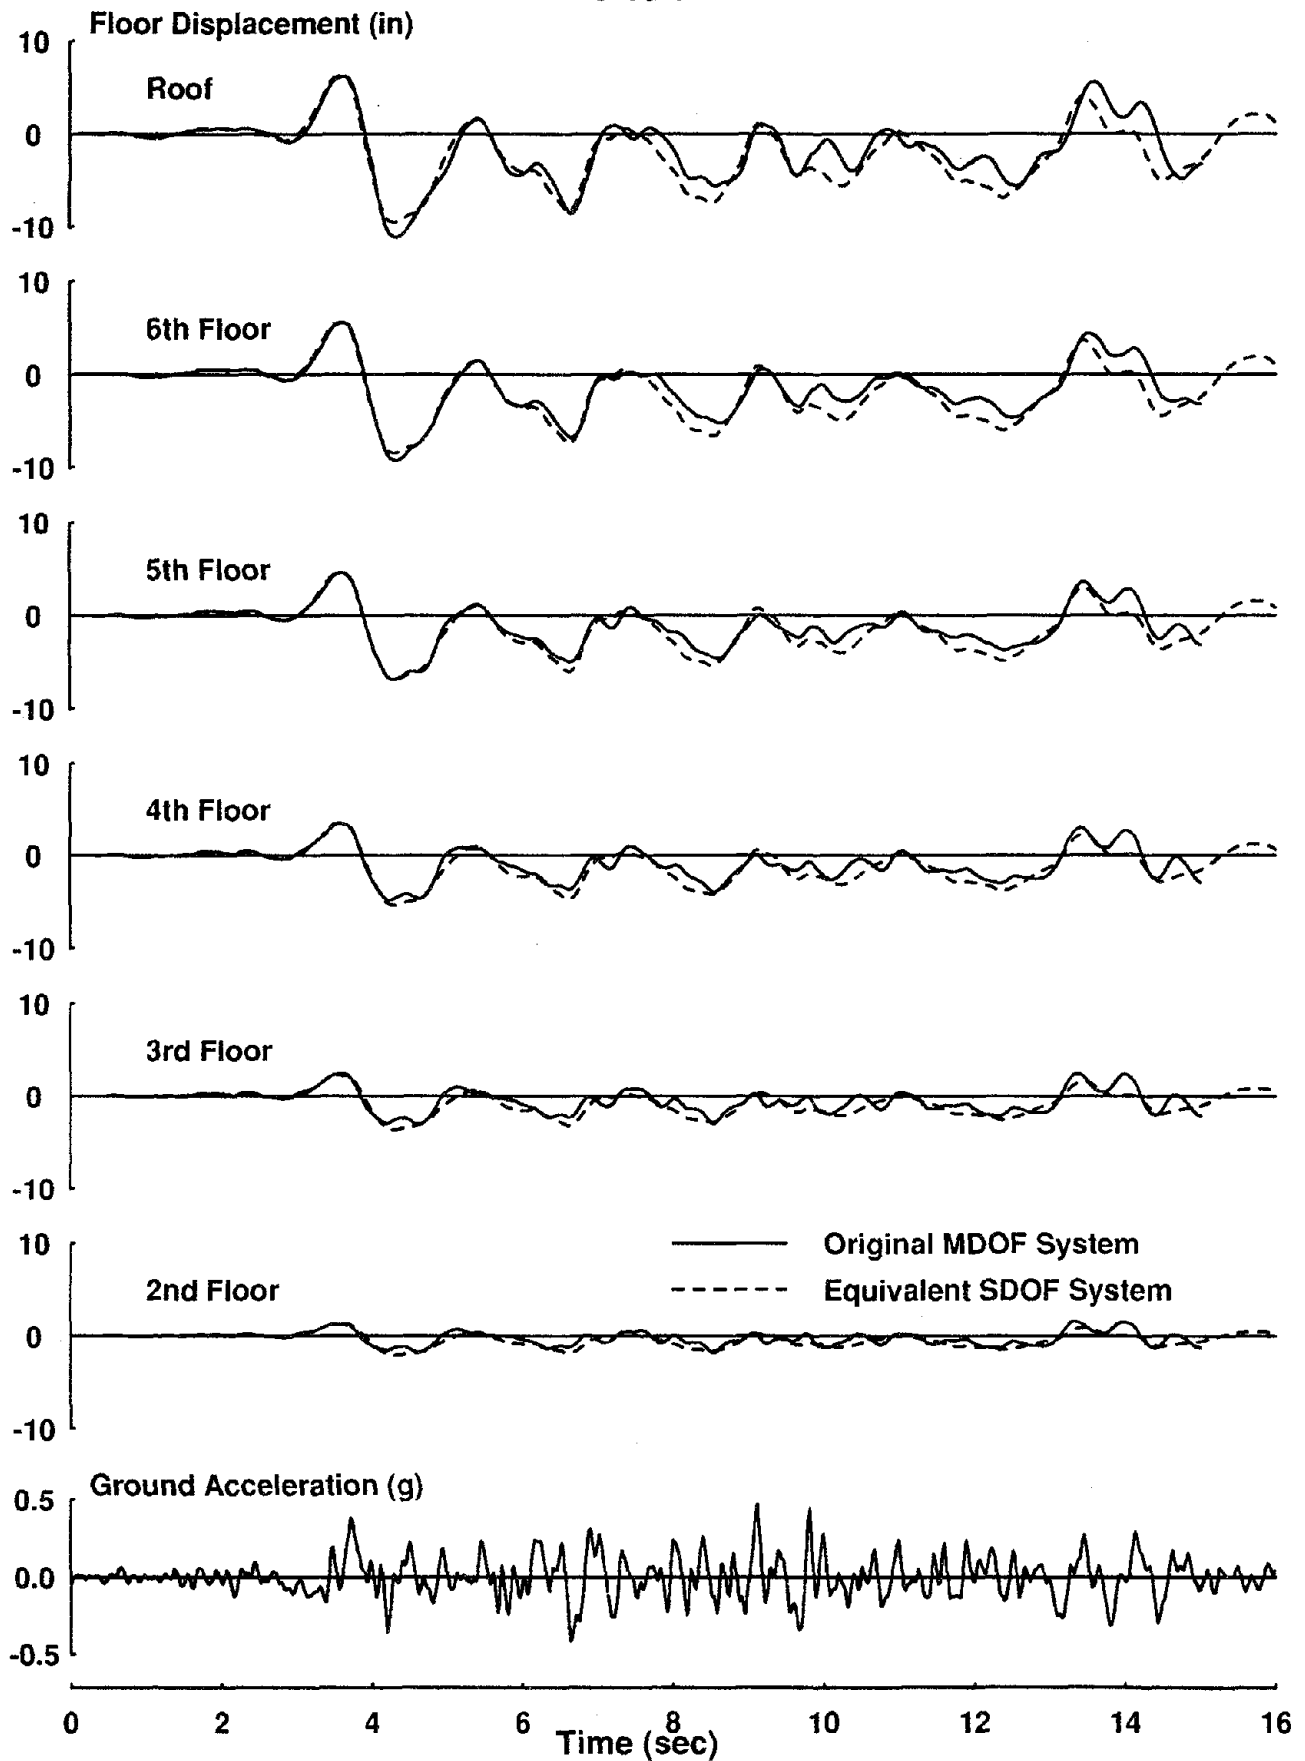 Floor Displacement (in)
10
Roof
0
-10
10
6th Floor
0
-10
10
5th Floor
0
-10
10
4th Floor
0
-10
10
3rd Floor
0
-10
10
Original MDOF System
2nd Floor
Equivalent SDOF System
0
-10
Ground Acceleration (g)
0.5
0.0
-0.5
0 2 4 6 8 10 12 14 16
Time (sec)